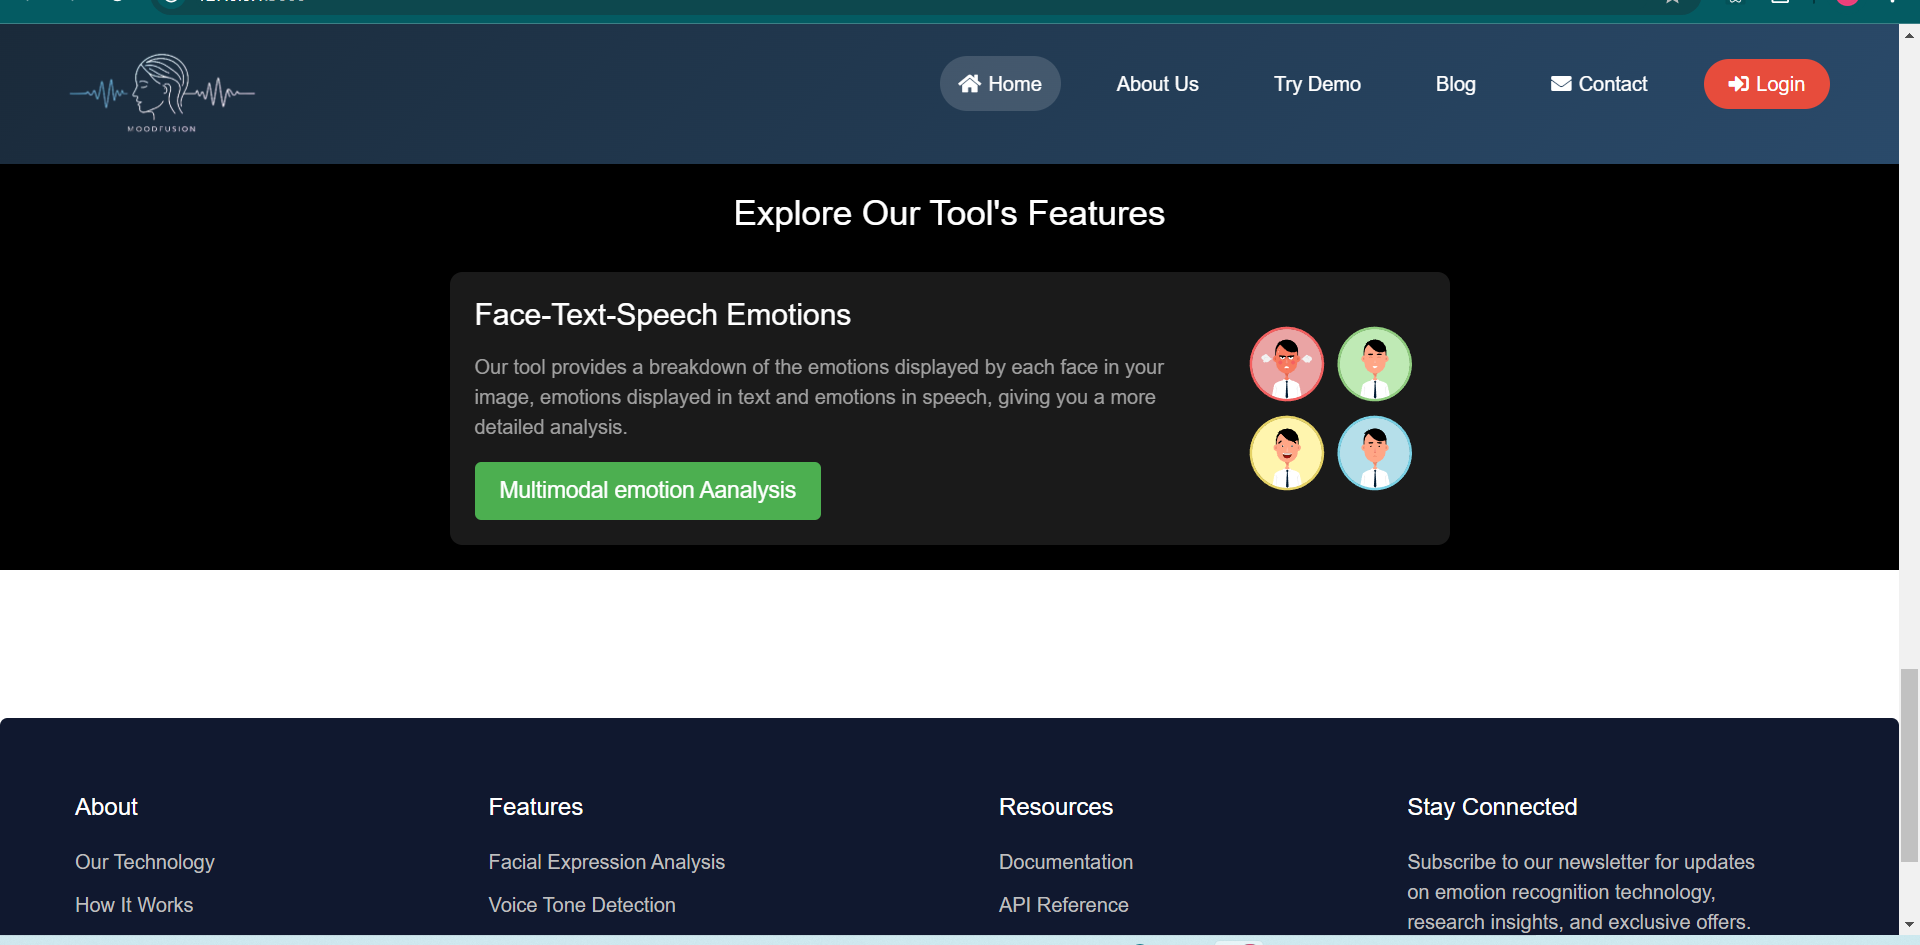 MOODFUSION
Home
About Us
Try Demo
Blog
Contact
Login
Explore Our Tool's Features
Face-Text-Speech Emotions
Our tool provides a breakdown of the emotions displayed by each face in your
image, emotions displayed in text and emotions in speech, giving you a more
detailed analysis.
Multimodal emotion Aanalysis
About
Our Technology
How It Works
Features
Facial Expression Analysis
Voice Tone Detection
Resources
Documentation
API Reference
Stay Connected
Subscribe to our newsletter for updates
on emotion recognition technology,
research insights, and exclusive offers.